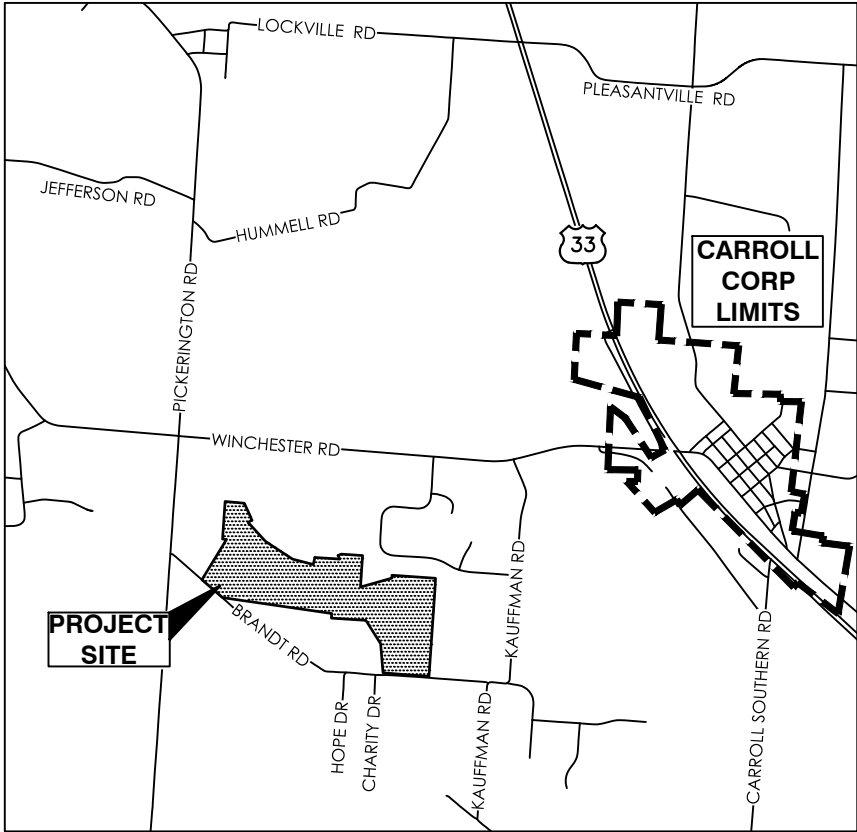 LOCKVILLE RD
PLEASANTVILLE RD
JEFFERSON RD
HUMMELL RD
33
CARROLL
CORP
LIMITS
PICKERINGTON RD
WINCHESTER RD
KAUFFMAN RD
PROJECT
SITE
BRANDT RD
HOPE DR
CHARITY DR
KAUFFMAN RD
CARROLL SOUTHERN RD